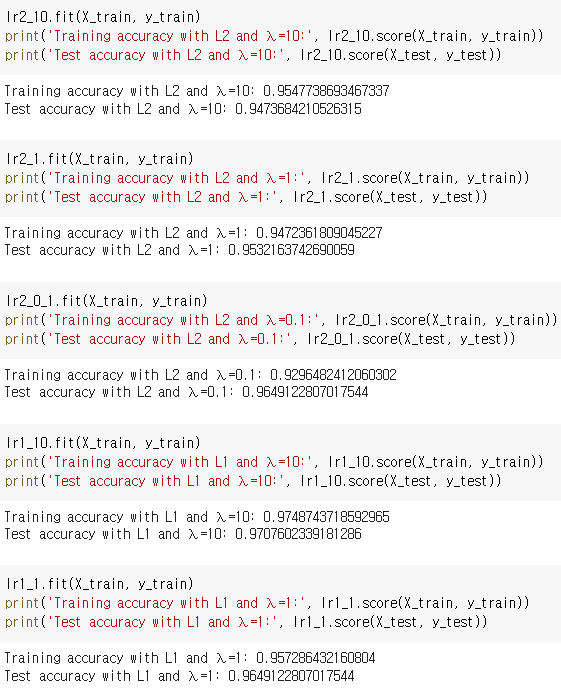 lr2_10.fit(X_train, y_train)
print('Training accuracy with L2 and λ=10:', lr2_10.score(X_train, y_train))
print('Test accuracy with L2 and λ=10:', lr2_10.score(X_test, y_test))
Training accuracy with L2 and λ=10: 0.9547738693467337
Test accuracy with L2 and λ=10: 0.9473684210526315
lr2_1.fit(X_train, y_train)
print('Training accuracy with L2 and λ=1:', lr2_1.score(X_train, y_train))
print('Test accuracy with L2 and λ=1:', lr2_1.score(X_test, y_test))
Training accuracy with L2 and λ=1: 0.9472361809045227
Test accuracy with L2 and λ=1: 0.9532163742690059
lr2_0_1.fit(X_train, y_train)
print('Training accuracy with L2 and λ=0.1:', lr2_0_1.score(X_train, y_train))
print('Test accuracy with L2 and λ=0.1:', lr2_0_1.score(X_test, y_test))
Training accuracy with L2 and λ=0.1: 0.9296482412060302
Test accuracy with L2 and λ=0.1: 0.9649122807017544
lr1_10.fit(X_train, y_train)
print('Training accuracy with L1 and λ=10:', lr1_10.score(X_train, y_train))
print('Test accuracy with L1 and λ=10:', lr1_10.score(X_test, y_test))
Training accuracy with L1 and λ=10: 0.9748743718592965
Test accuracy with L1 and λ=10: 0.9707602339181286
lr1_1.fit(X_train, y_train)
print('Training accuracy with L1 and λ=1:', lr1_1.score(X_train, y_train))
print('Test accuracy with L1 and λ=1:', lr1_1.score(X_test, y_test))
Training accuracy with L1 and λ=1: 0.957286432160804
Test accuracy with L1 and λ=1: 0.9649122807017544